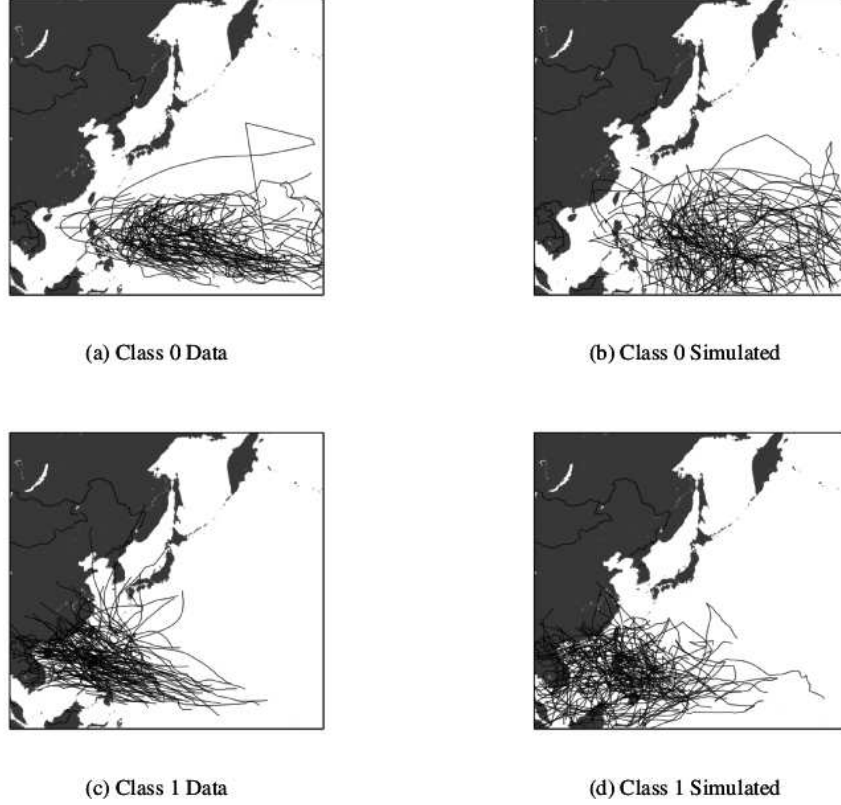 (a) Class 0 Data
(b) Class 0 Simulated
(c) Class 1 Data
(d) Class 1 Simulated